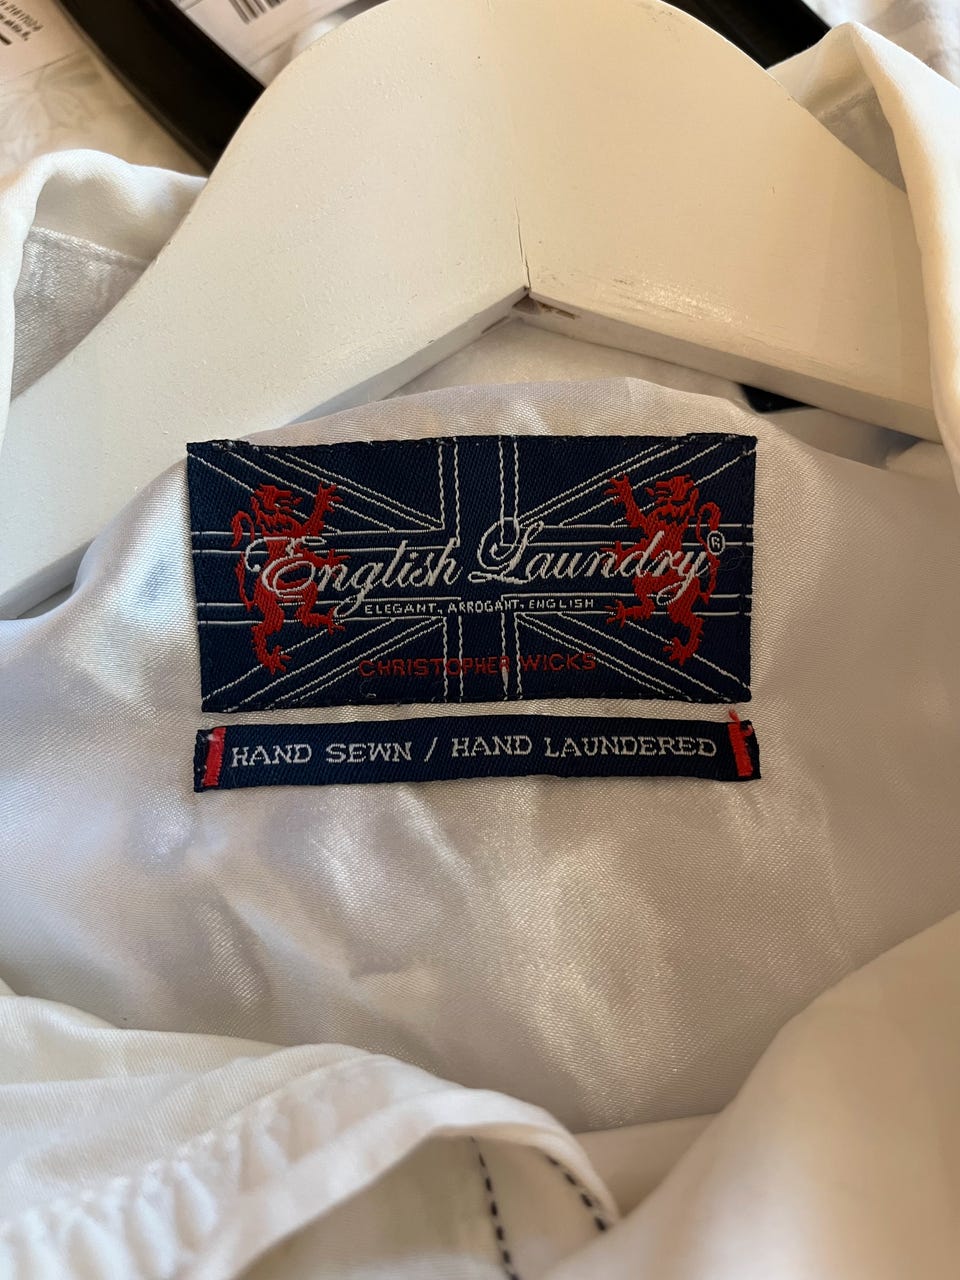 English Laundry®
ELEGANT, ARROGANT, ENGLISH
CHRISTOPHER WICKS
HAND SEWN / HAND LAUNDERED